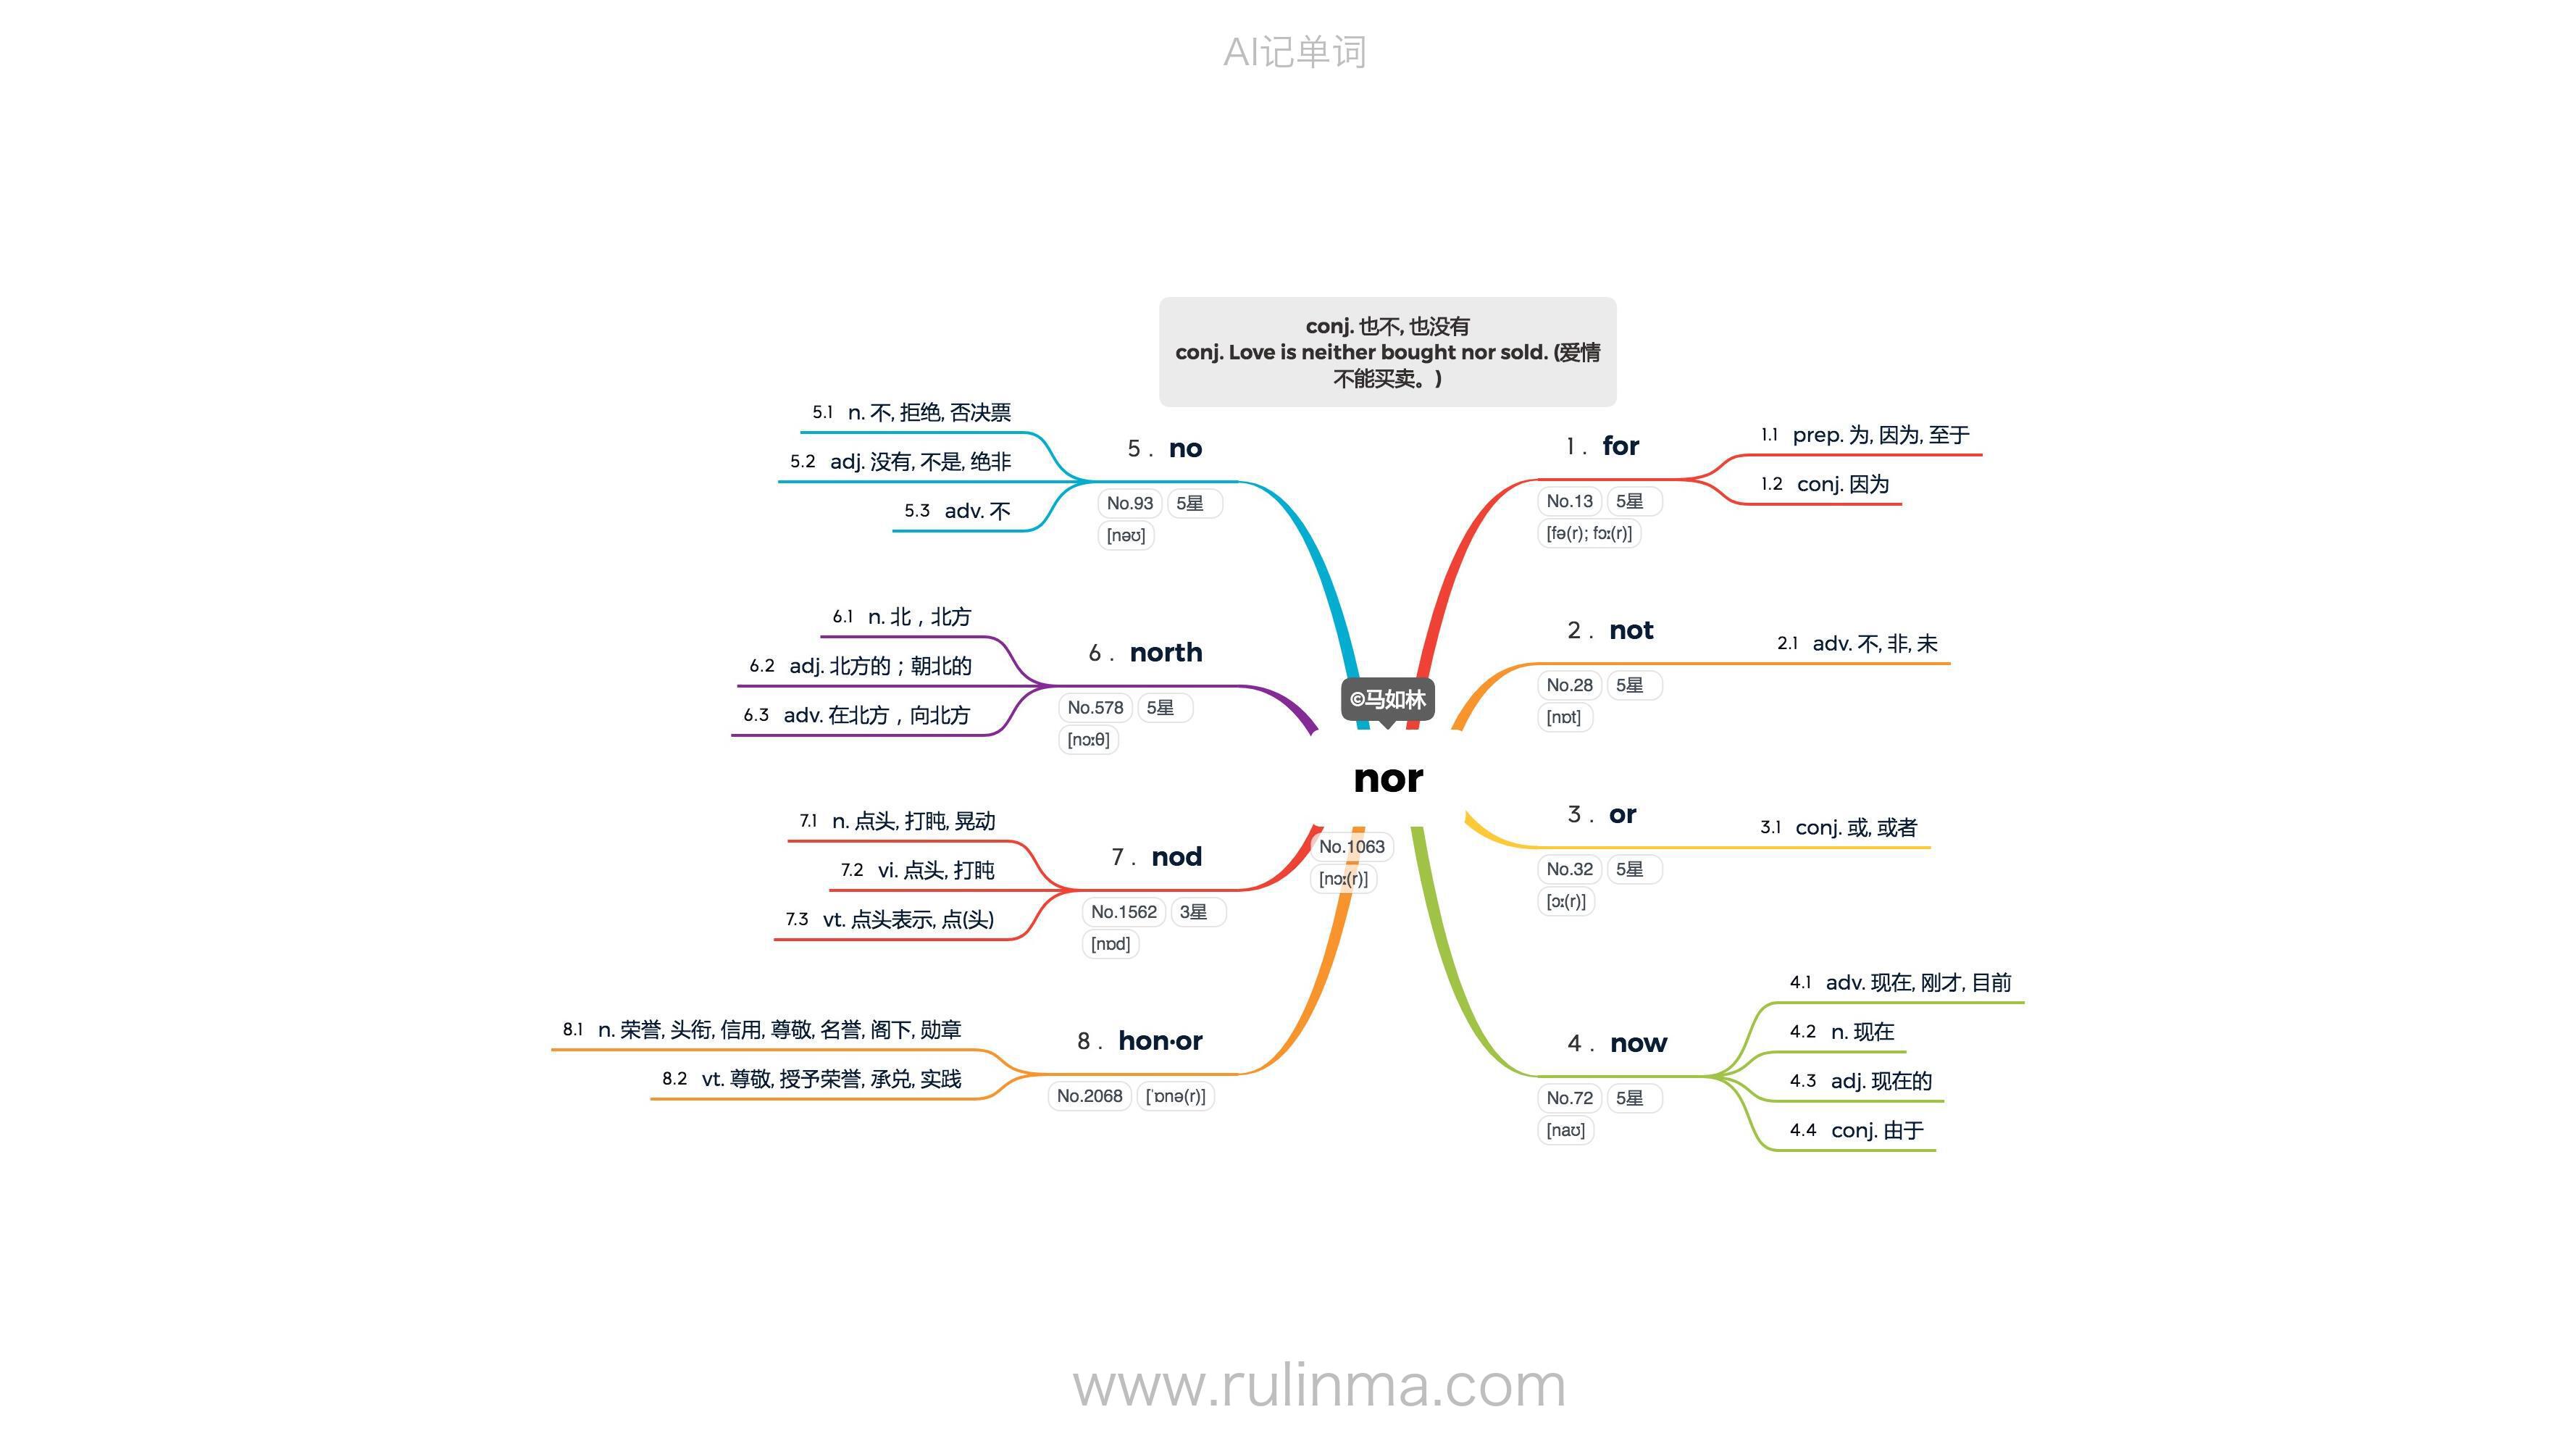 AI记单词
conj. 也不, 也没有
conj. Love is neither bought nor sold. (爱情
不能买卖。)
©马如林
nor
No.1063
[nɔː(r)]
1 . for
No.13 5星
[fə(r); fɔː(r)]
1.1 prep. 为, 因为, 至于
1.2 conj. 因为
2 . not
No.28 5星
[nɒt]
2.1 adv. 不, 非, 未
3 . or
No.32 5星
[ɔː(r)]
3.1 conj. 或, 或者
4 . now
No.72 5星
[naʊ]
4.1 adv. 现在, 刚才, 目前
4.2 n. 现在
4.3 adj. 现在的
4.4 conj. 由于
5 . no
No.93 5星
[nəʊ]
5.1 n. 不, 拒绝, 否决票
5.2 adj. 没有, 不是, 绝非
5.3 adv. 不
6 . north
No.578 5星
[nɔːθ]
6.1 n. 北，北方
6.2 adj. 北方的；朝北的
6.3 adv. 在北方，向北方
7 . nod
No.1562 3星
[nɒd]
7.1 n. 点头, 打盹, 晃动
7.2 vi. 点头, 打盹
7.3 vt. 点头表示, 点(头)
8 . hon·or
No.2068 [ˈɒnə(r)]
8.1 n. 荣誉, 头衔, 信用, 尊敬, 名誉, 阁下, 勋章
8.2 vt. 尊敬, 授予荣誉, 承兑, 实践
www.rulinma.com